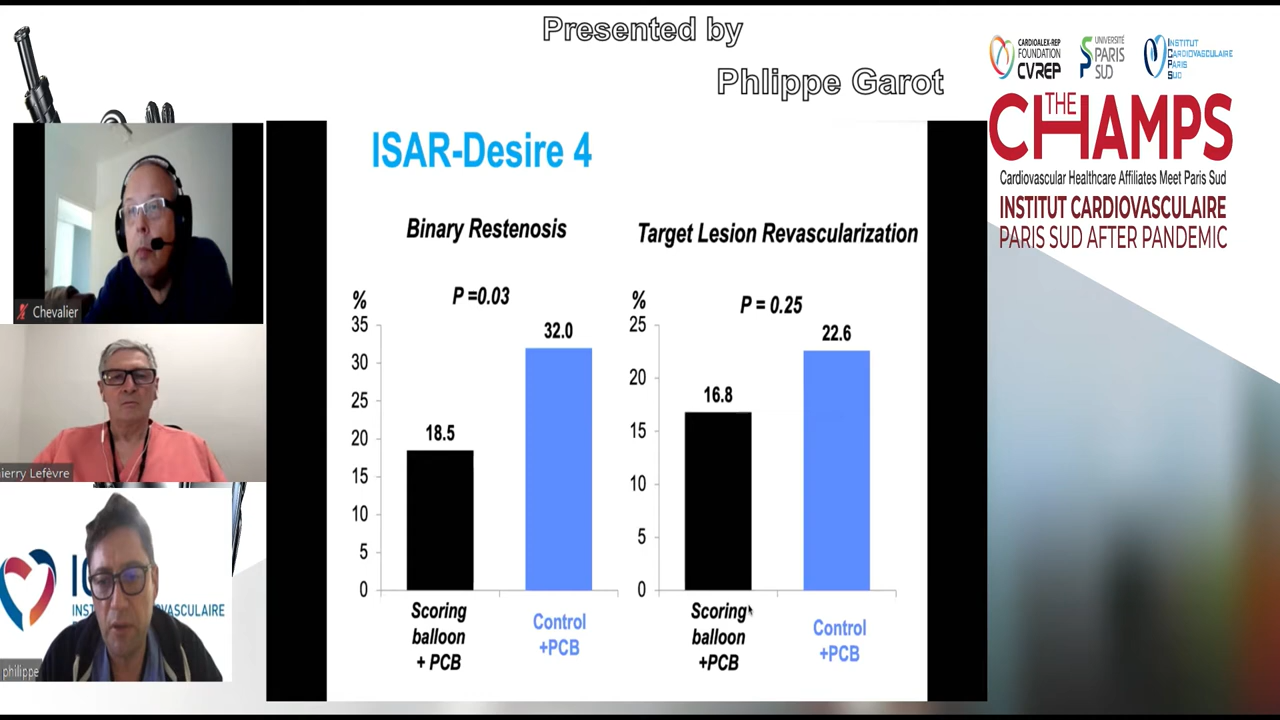 Presented by
Phlippe Garot
CARDIOALEX-REP
FOUNDATION
CVREP
UNIVERSITÉ
PARIS
SUD
INSTITUT
CARDIOVASCULAIRE
PARIS
SUD
THE
CHAMPS
Cardiovascular Healthcare Affiliates Meet Paris Sud
INSTITUT CARDIOVASCULAIRE
PARIS SUD AFTER PANDEMIC
Chevalier
ierry Lefèvre
philippe
ISAR-Desire 4
Binary Restenosis
P =0.03
%
35
30
25
20
15
10
5
0
32.0
18.5
Scoring
balloon
+ PCB
Control
+PCB
Target Lesion Revascularization
P = 0.25
%
25
20
15
10
5
0
22.6
16.8
Scoring
balloon
+PCB
Control
+PCB